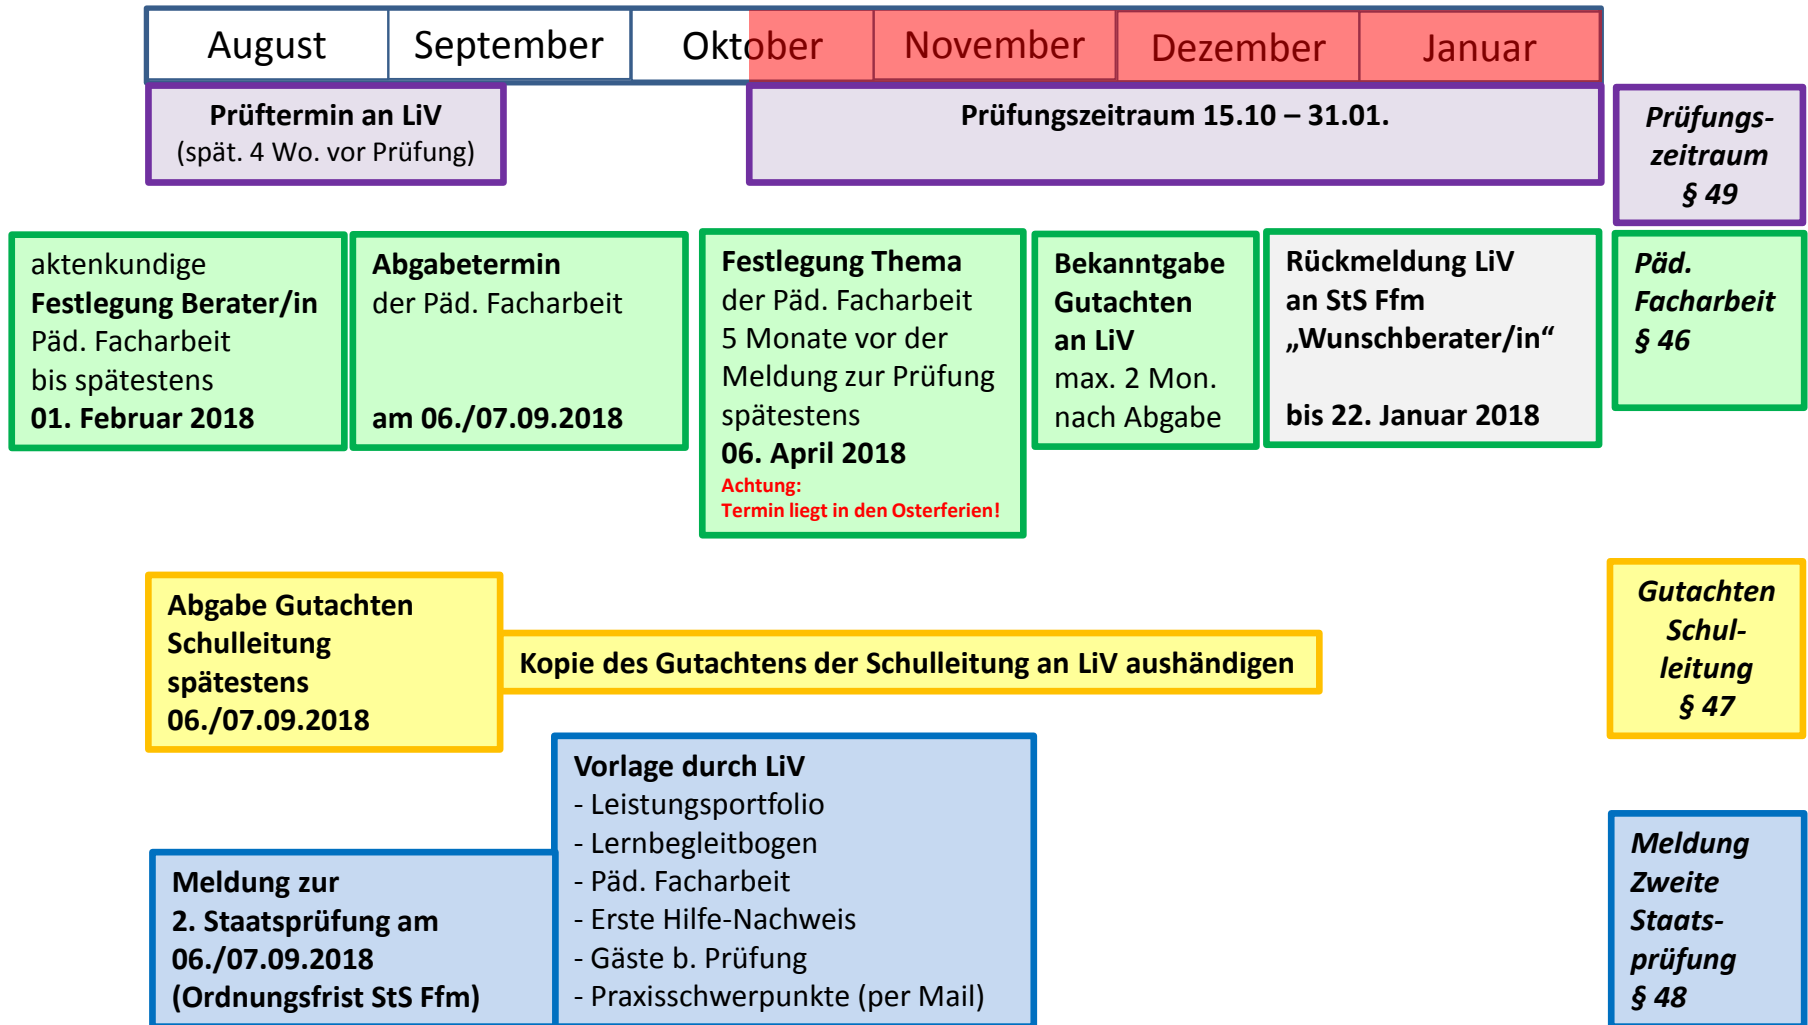 August
September
Oktober
November
Dezember
Januar
Prüftermin an LiV
(spät. 4 Wo. vor Prüfung)
Prüfungszeitraum 15.10 – 31.01.
Prüfungs-
zeitraum
§ 49
aktenkundige
Festlegung Berater/in
Päd. Facharbeit
bis spätestens
01. Februar 2018
Abgabetermin
der Päd. Facharbeit
am 06./07.09.2018
Festlegung Thema
der Päd. Facharbeit
5 Monate vor der
Meldung zur Prüfung
spätestens
06. April 2018
Achtung:
Termin liegt in den Osterferien!
Bekanntgabe
Gutachten
an LiV
max. 2 Mon.
nach Abgabe
Rückmeldung LiV
an StS Ffm
„Wunschberater/in“
bis 22. Januar 2018
Päd.
Facharbeit
§ 46
Abgabe Gutachten
Schulleitung
spätestens
06./07.09.2018
Kopie des Gutachtens der Schulleitung an LiV aushändigen
Gutachten
Schul-
leitung
§ 47
Meldung zur
2. Staatsprüfung am
06./07.09.2018
(Ordnungsfrist StS Ffm)
Vorlage durch LiV
- Leistungsportfolio
- Lernbegleitbogen
- Päd. Facharbeit
- Erste Hilfe-Nachweis
- Gäste b. Prüfung
- Praxisschwerpunkte (per Mail)
Meldung
Zweite
Staats-
prüfung
§ 48